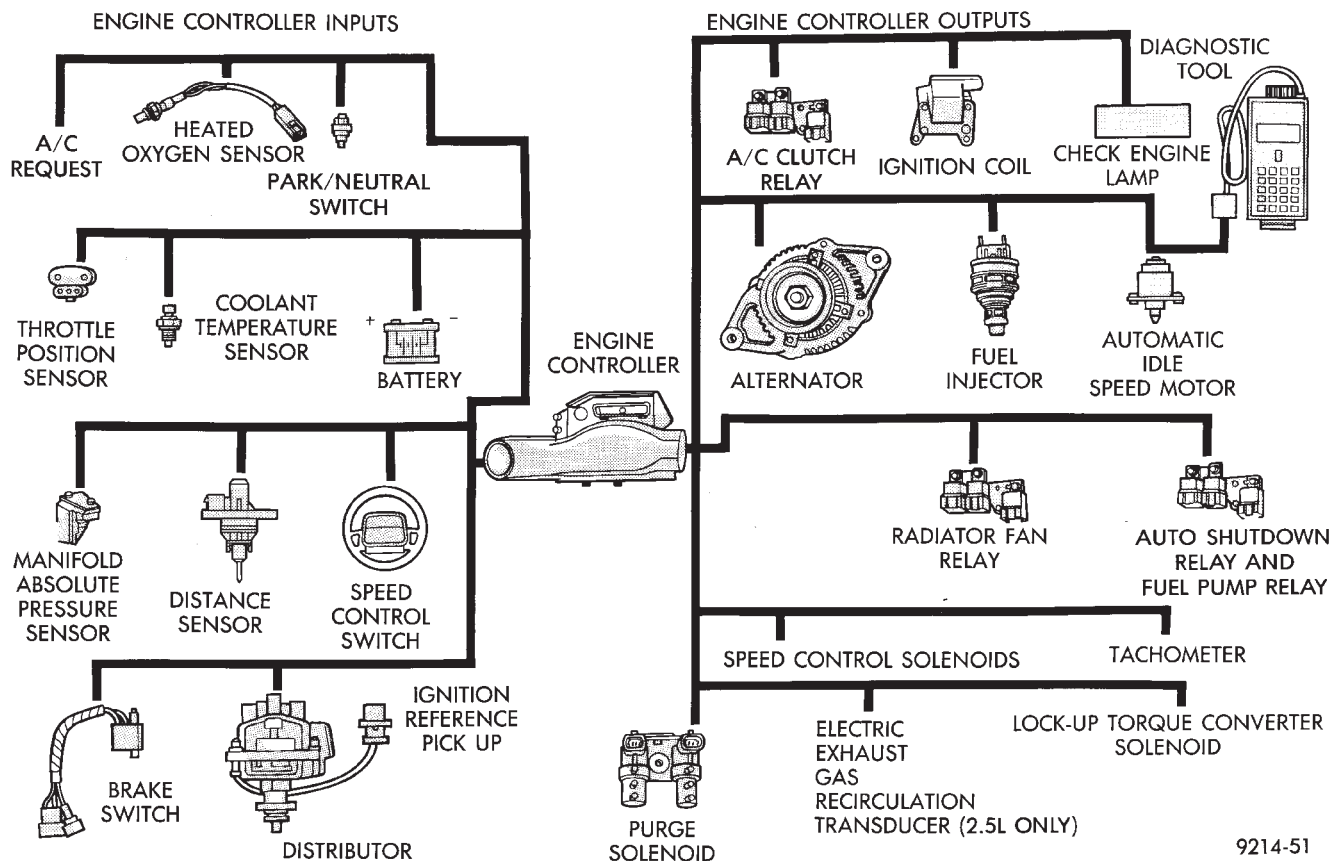 ENGINE CONTROLLER INPUTS
A/C
REQUEST
HEATED
OXYGEN SENSOR
PARK/NEUTRAL
SWITCH
THROTTLE
POSITION
SENSOR
COOLANT
TEMPERATURE
SENSOR
+ −
BATTERY
MANIFOLD
ABSOLUTE
PRESSURE
SENSOR
DISTANCE
SENSOR
SPEED
CONTROL
SWITCH
BRAKE
SWITCH
IGNITION
REFERENCE
PICK UP
DISTRIBUTOR
ENGINE
CONTROLLER
ENGINE CONTROLLER OUTPUTS
DIAGNOSTIC
TOOL
A/C CLUTCH
RELAY
IGNITION COIL
CHECK ENGINE
LAMP
ALTERNATOR
FUEL
INJECTOR
AUTOMATIC
IDLE
SPEED MOTOR
RADIATOR FAN
RELAY
AUTO SHUTDOWN
RELAY AND
FUEL PUMP RELAY
SPEED CONTROL SOLENOIDS
TACHOMETER
PURGE
SOLENOID
ELECTRIC
EXHAUST
GAS
RECIRCULATION
TRANSDUCER (2.5L ONLY)
LOCK-UP TORQUE CONVERTER
SOLENOID
9214-51